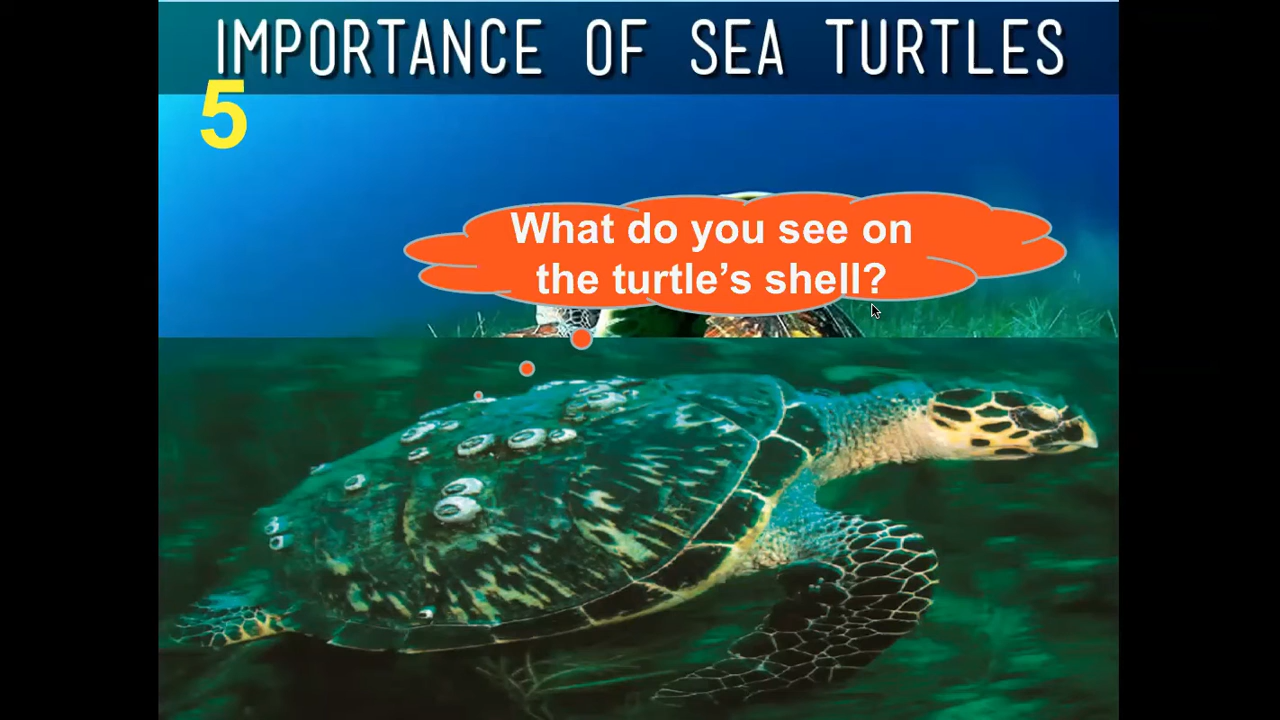 IMPORTANCE OF SEA TURTLES
5
What do you see on
the turtle’s shell?